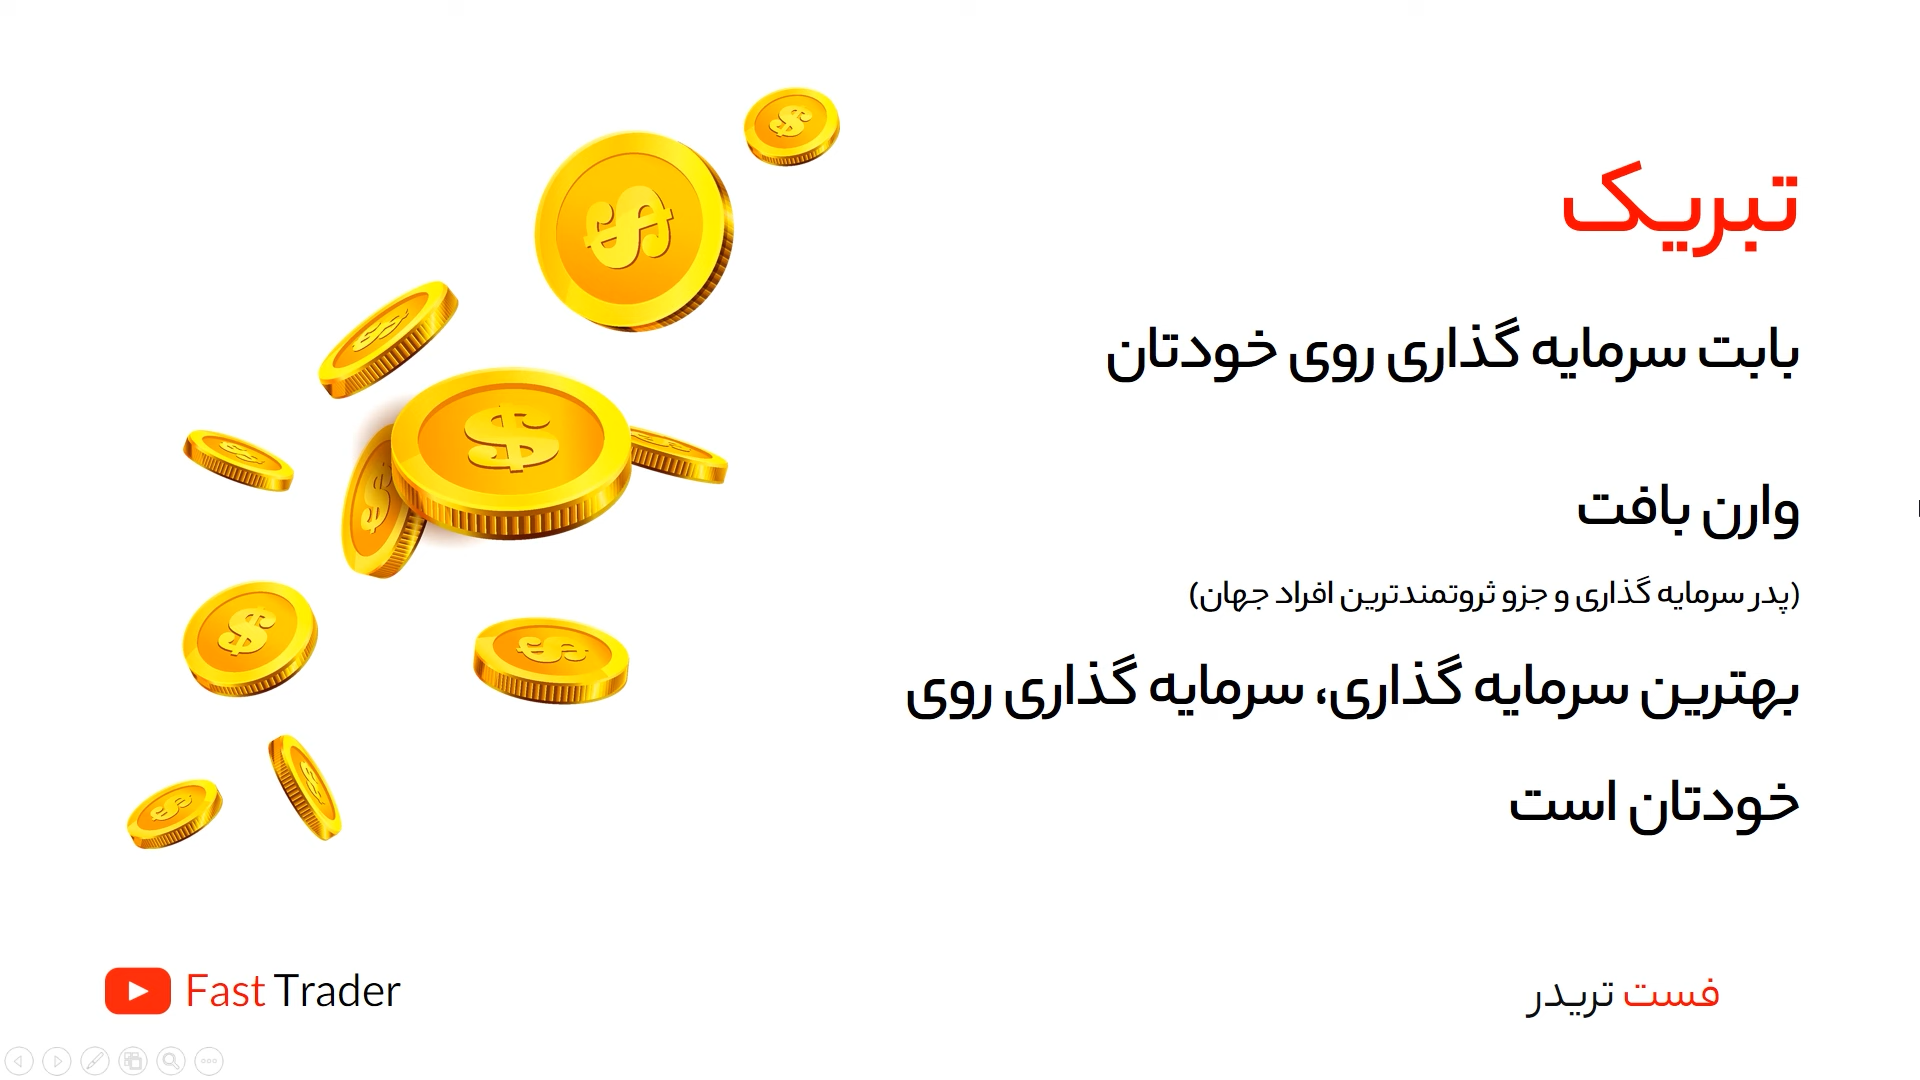 تبریک
بابت سرمایه گذاری روی خودتان
وارن بافت
(پدر سرمایه گذاری و جزو ثروتمندترین افراد جهان)
بهترین سرمایه گذاری، سرمایه گذاری روی
خودتان است
Fast Trader
فست تریدر